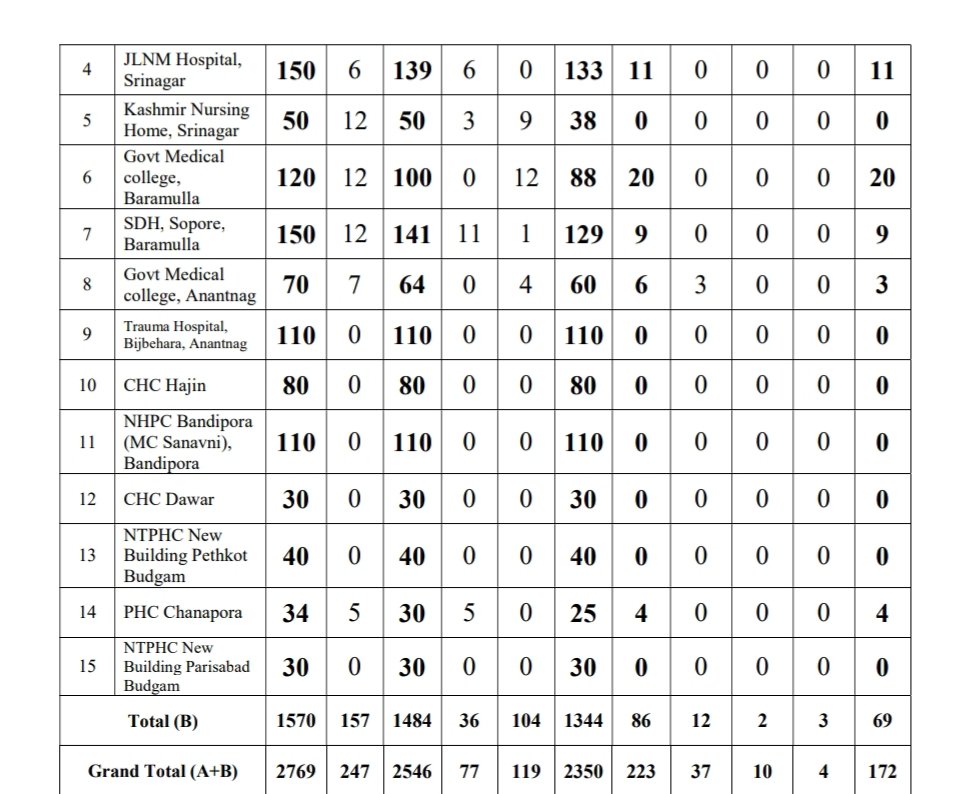 4 JLNM Hospital, Srinagar 150 6 139 6 0 133 11 0 0 0 11
5 Kashmir Nursing Home, Srinagar 50 12 50 3 9 38 0 0 0 0 0
6 Govt Medical college, Baramulla 120 12 100 0 12 88 20 0 0 0 20
7 SDH, Sopore, Baramulla 150 12 141 11 1 129 9 0 0 0 9
8 Govt Medical college, Anantnag 70 7 64 0 4 60 6 3 0 0 3
9 Trauma Hospital, Bijbehara, Anantnag 110 0 110 0 0 110 0 0 0 0 0
10 CHC Hajin 80 0 80 0 0 80 0 0 0 0 0
11 NHPC Bandipora (MC Sanavni), Bandipora 110 0 110 0 0 110 0 0 0 0 0
12 CHC Dawar 30 0 30 0 0 30 0 0 0 0 0
13 NTPHC New Building Pethkot Budgam 40 0 40 0 0 40 0 0 0 0 0
14 PHC Chanapora 34 5 30 5 0 25 4 0 0 0 4
15 NTPHC New Building Parisabad Budgam 30 0 30 0 0 30 0 0 0 0 0
Total (B) 1570 157 1484 36 104 1344 86 12 2 3 69
Grand Total (A+B) 2769 247 2546 77 119 2350 223 37 10 4 172